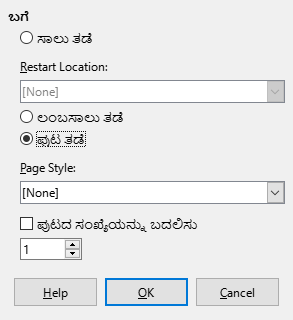 ಬಗೆ
ಸಾಲು ತಡೆ
Restart Location:
[None]
ಲಂಬಸಾಲು ತಡೆ
ಪುಟ ತಡೆ
Page Style:
[None]
ಪುಟದ ಸಂಖ್ಯೆಯನ್ನು ಬದಲಿಸು
1
Help OK Cancel